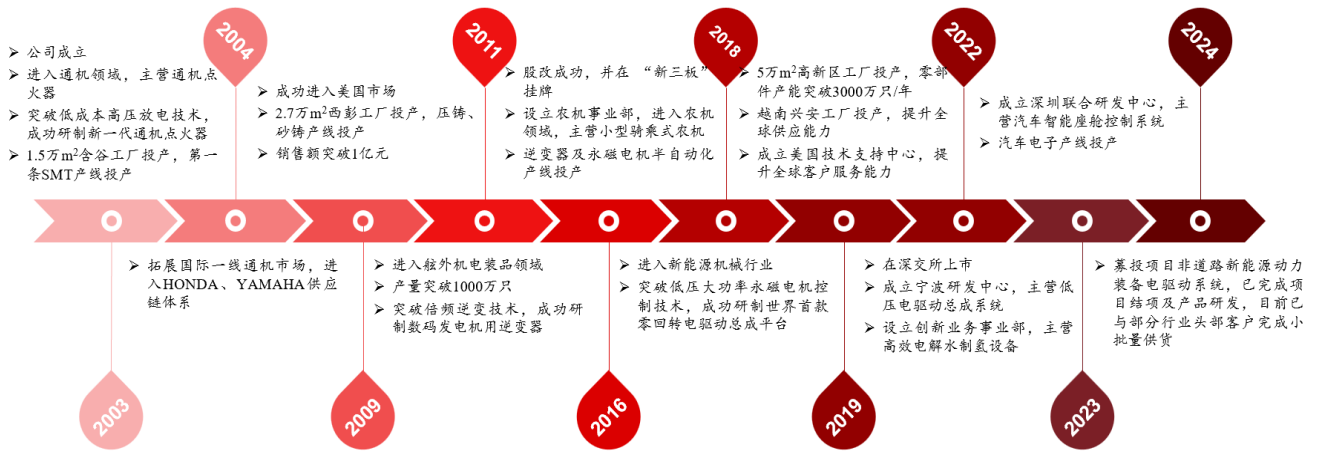 2004
2011
2018
2022
2024
➢ 公司成立
➢ 进入通机领域，主营通机点
火器
➢ 突破低成本高压放电技术，
成功研制新一代通机点火器
➢ 1.5万m²含谷工厂投产，第一
条SMT产线投产
➢ 成功进入美国市场
➢ 2.7万m²西彭工厂投产，压铸、
砂铸产线投产
➢ 销售额突破1亿元
➢ 股改成功，并在 “新三板”
挂牌
➢ 设立农机事业部，进入农机
领域，主营小型骑乘式农机
➢ 逆变器及永磁电机半自动化
产线投产
➢ 5万m²高新区工厂投产，零部
件产能突破3000万只/年
➢ 越南兴安工厂投产，提升全
球供应能力
➢ 成立美国技术支持中心，提
升全球客户服务能力
➢ 成立深圳联合研发中心，主
营汽车智能座舱控制系统
➢ 汽车电子产线投产
➢ 拓展国际一线通机市场，进
入HONDA、YAMAHA供应
链体系
➢ 进入舷外机电装品领域
➢ 产量突破1000万只
➢ 突破倍频逆变技术，成功研
制数码发电机用逆变器
➢ 进入新能源机械行业
➢ 突破低压大功率永磁电机控
制技术，成功研制世界首款
零回转电驱动总成平台
➢ 在深交所上市
➢ 成立宁波研发中心，主营低
压电驱动总成系统
➢ 设立创新业务事业部，主营
高效电解水制氢设备
➢ 募投项目非道路新能源动力
装备电驱动系统，已完成项
目结项及产品研发，目前已
与部分行业头部客户完成小
批量供货
2003
2009
2016
2019
2023